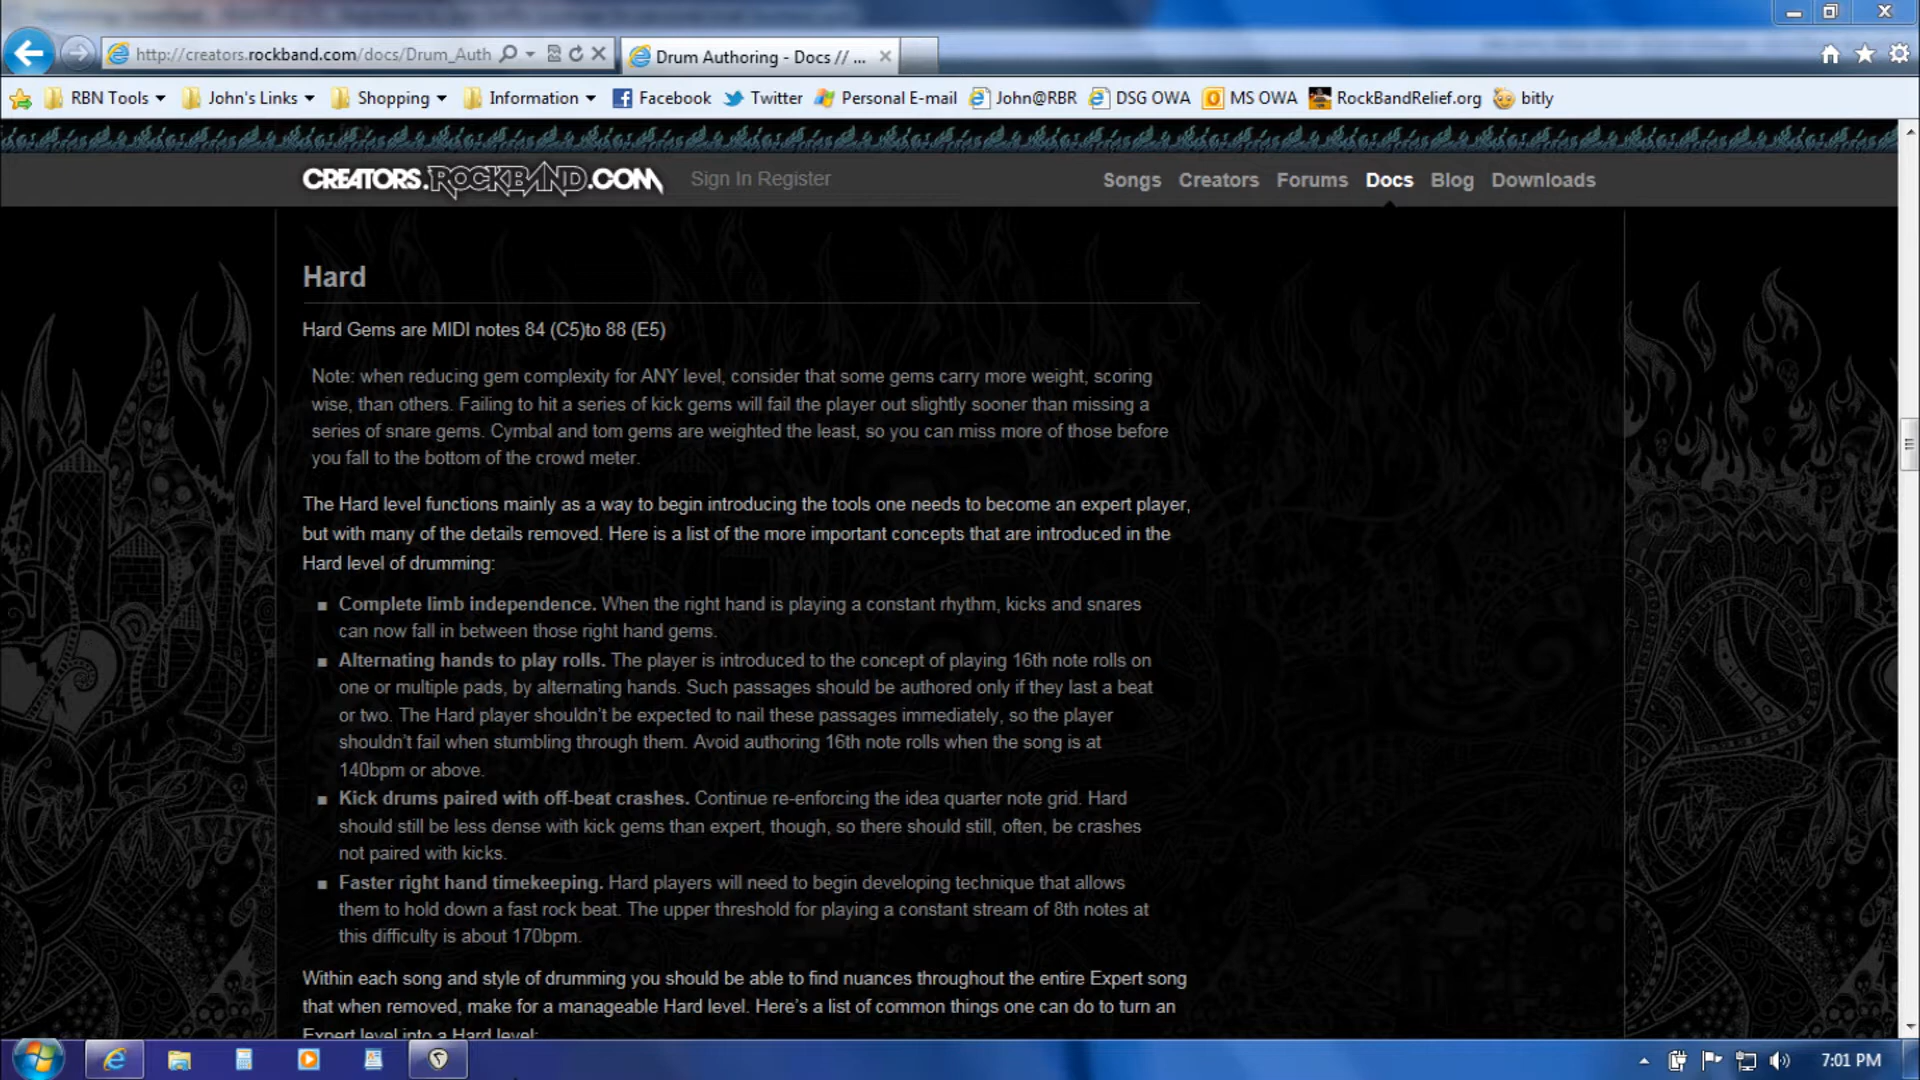 http://creators.rockband.com/docs/Drum_Auth
Drum Authoring - Docs // ...
RBN Tools
John's Links
Shopping
Information
Facebook
Twitter
Personal E-mail
John@RBR
DSG OWA
MS OWA
RockBandRelief.org
bitly
CREATORS.ROCKBAND.COM
Sign In Register
Songs
Creators
Forums
Docs
Blog
Downloads
Hard
Hard Gems are MIDI notes 84 (C5)to 88 (E5)
Note: when reducing gem complexity for ANY level, consider that some gems carry more weight, scoring
wise, than others. Failing to hit a series of kick gems will fail the player out slightly sooner than missing a
series of snare gems. Cymbal and tom gems are weighted the least, so you can miss more of those before
you fall to the bottom of the crowd meter.
The Hard level functions mainly as a way to begin introducing the tools one needs to become an expert player,
but with many of the details removed. Here is a list of the more important concepts that are introduced in the
Hard level of drumming:
Complete limb independence. When the right hand is playing a constant rhythm, kicks and snares
can now fall in between those right hand gems.
Alternating hands to play rolls. The player is introduced to the concept of playing 16th note rolls on
one or multiple pads, by alternating hands. Such passages should be authored only if they last a beat
or two. The Hard player shouldn't be expected to nail these passages immediately, so the player
shouldn't fail when stumbling through them. Avoid authoring 16th note rolls when the song is at
140bpm or above.
Kick drums paired with off-beat crashes. Continue re-enforcing the idea quarter note grid. Hard
should still be less dense with kick gems than expert, though, so there should still, often, be crashes
not paired with kicks.
Faster right hand timekeeping. Hard players will need to begin developing technique that allows
them to hold down a fast rock beat. The upper threshold for playing a constant stream of 8th notes at
this difficulty is about 170bpm.
Within each song and style of drumming you should be able to find nuances throughout the entire Expert song
that when removed, make for a manageable Hard level. Here's a list of common things one can do to turn an
Expert level into a Hard level:
7:01 PM